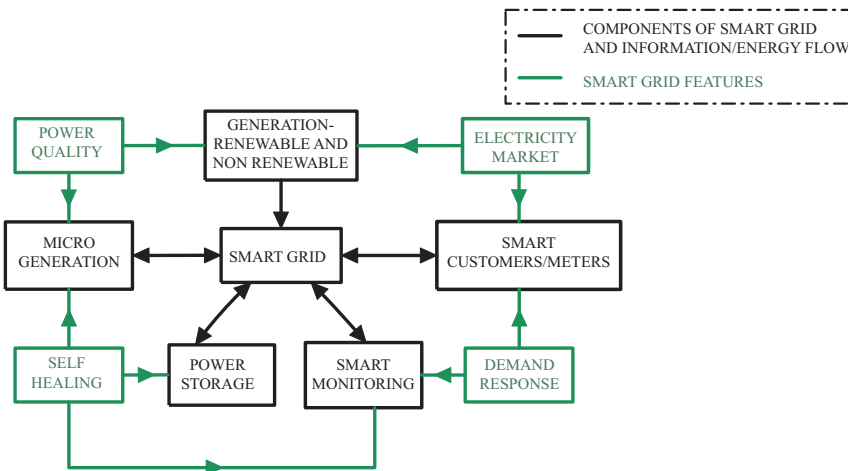 COMPONENTS OF SMART GRID
AND INFORMATION/ENERGY FLOW
SMART GRID FEATURES
POWER
QUALITY
GENERATION-
RENEWABLE AND
NON RENEWABLE
ELECTRICITY
MARKET
MICRO
GENERATION
SMART GRID
SMART
CUSTOMERS/METERS
SELF
HEALING
POWER
STORAGE
SMART
MONITORING
DEMAND
RESPONSE